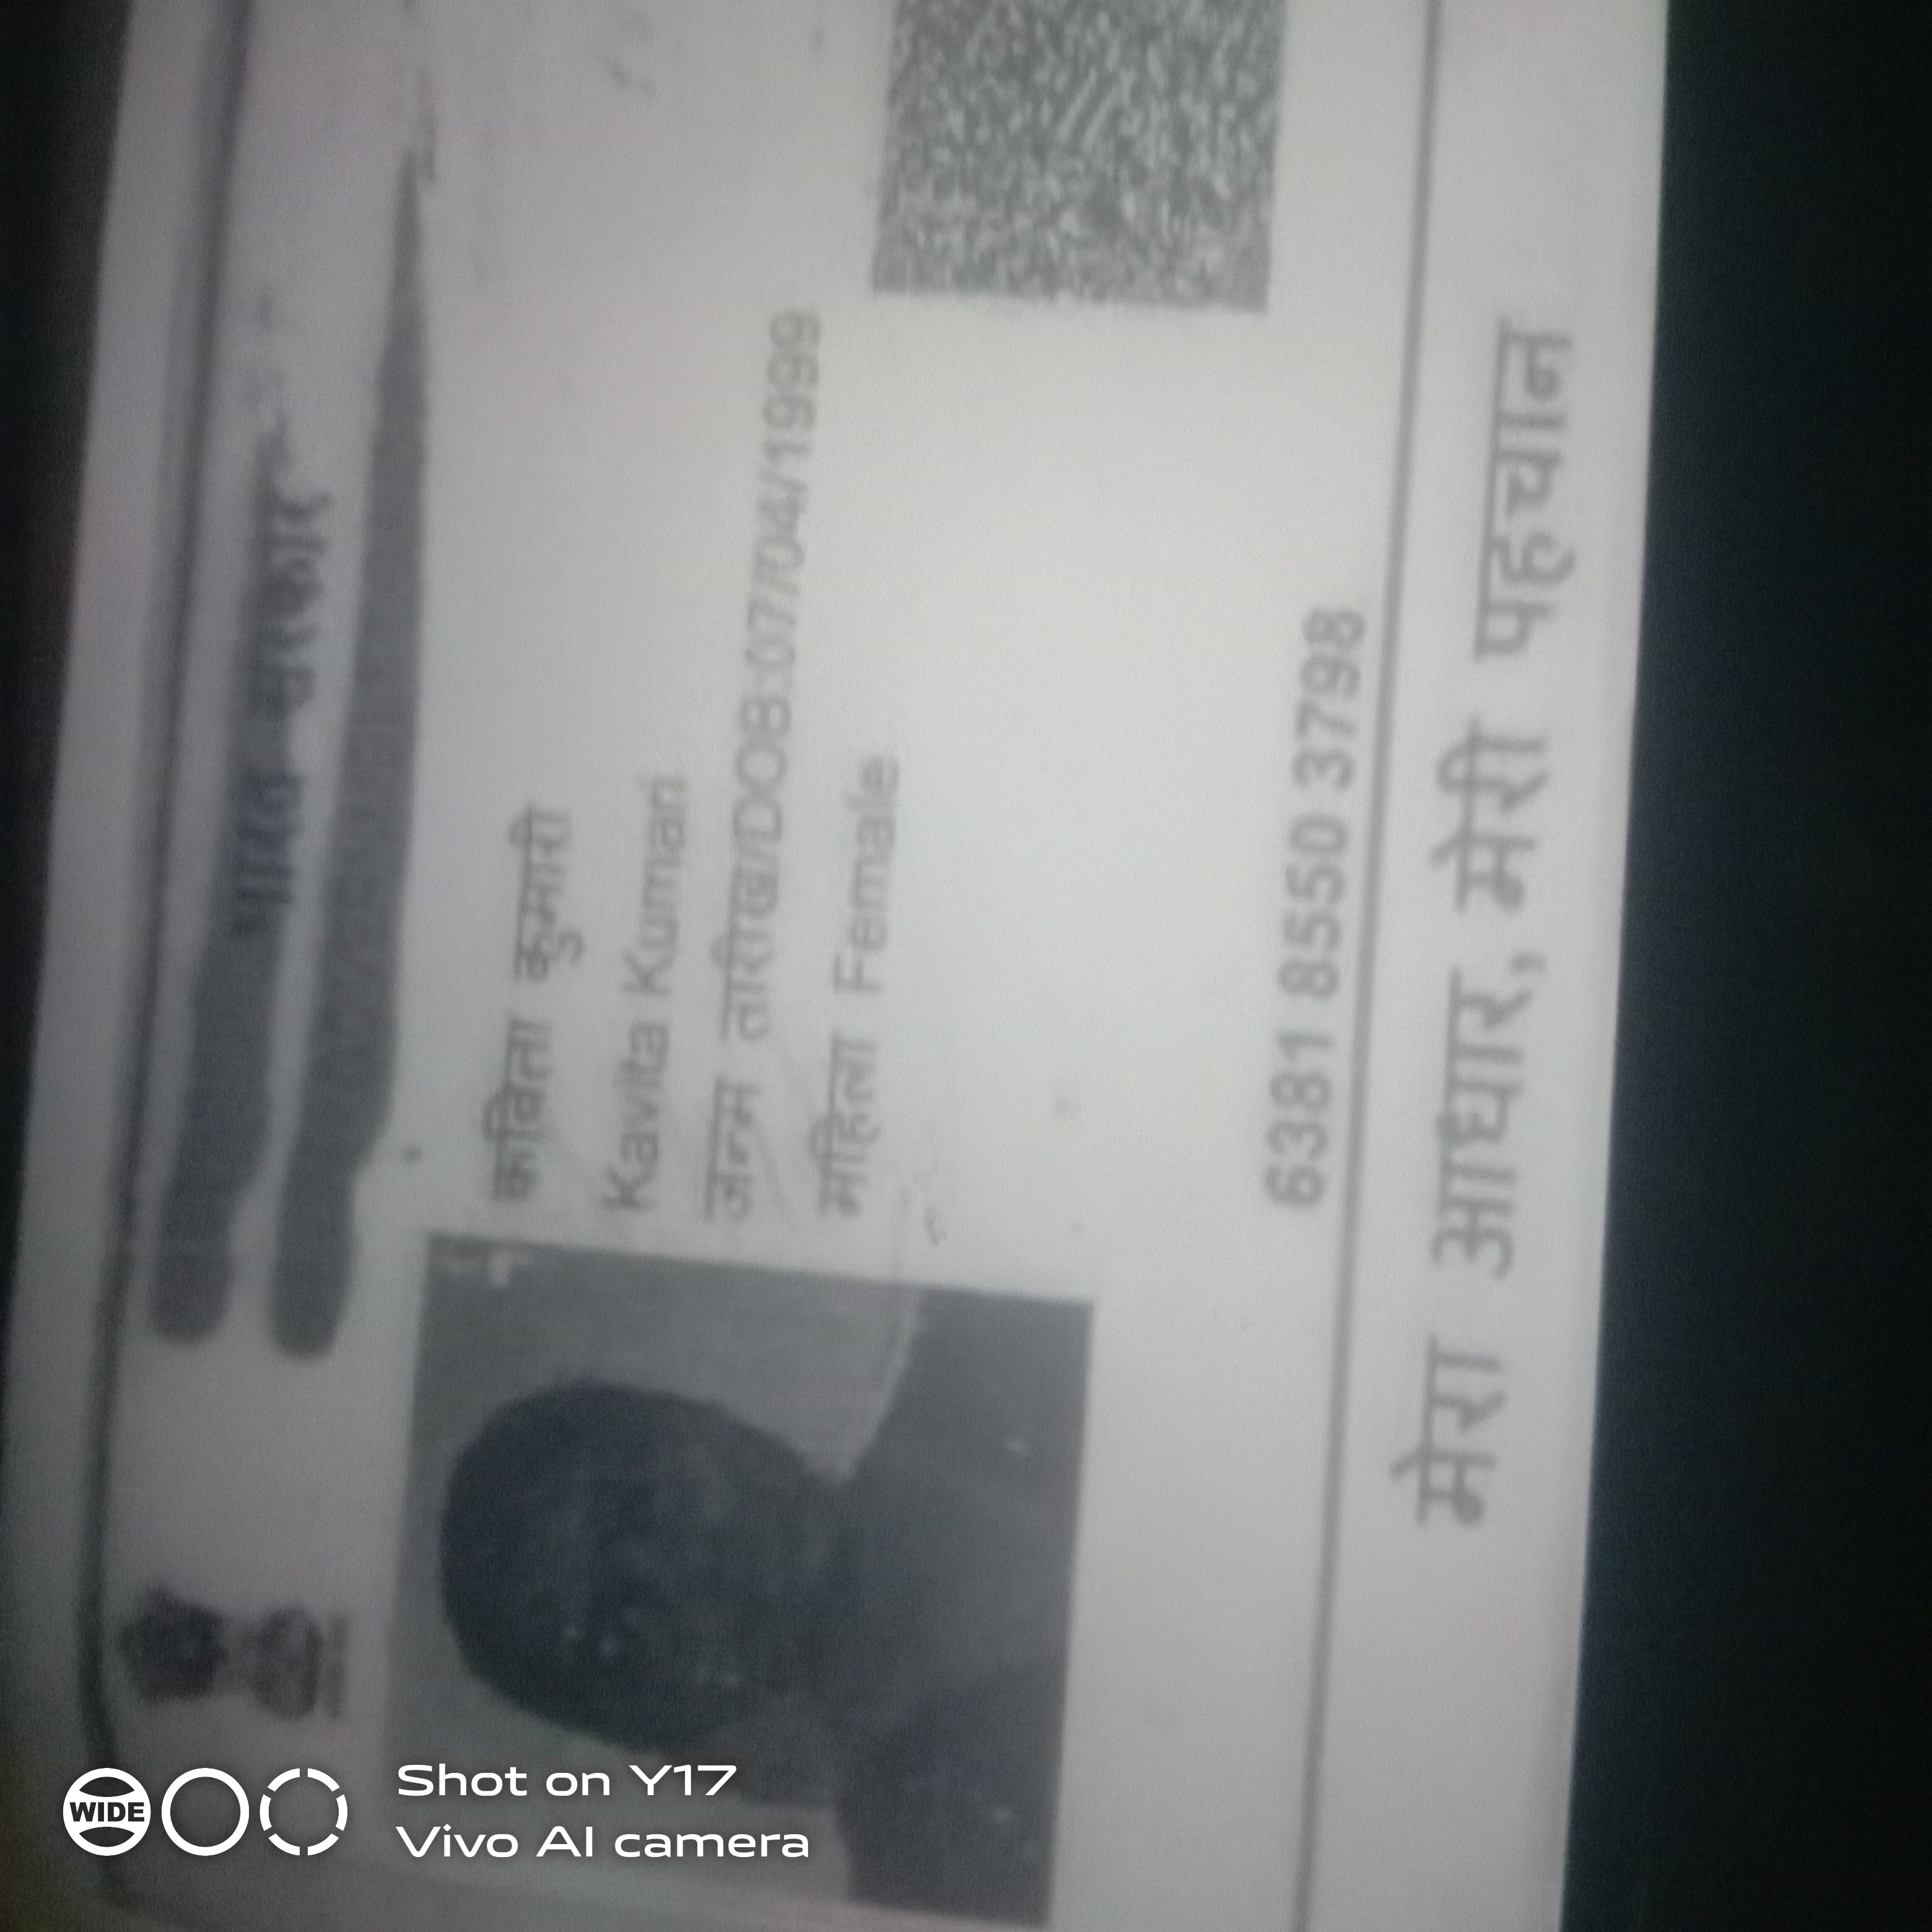 भारत सरकार
कविता कुमारी
Kavita Kumari
जन्म तारीख/DOB:07/04/1999
महिला Female
6381 8550 3798
मेरा आधार, मेरी पहचान
WIDE
Shot on Y17
Vivo AI camera